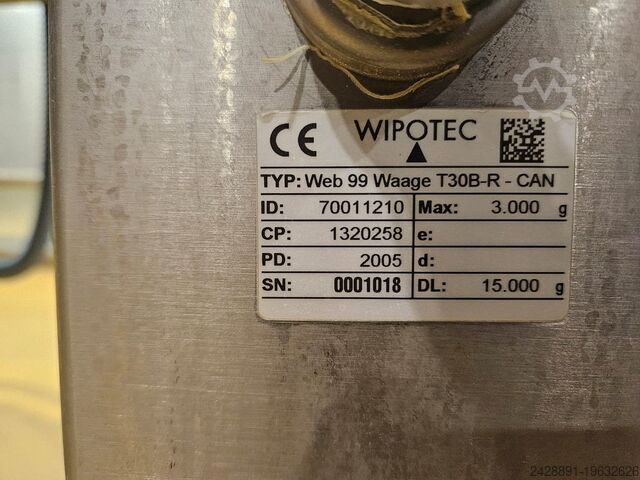 CE WIPOTEC
TYP: Web 99 Waage T30B-R - CAN
ID: 70011210 Max: 3.000 g
CP: 1320258 e:
PD: 2005 d:
SN: 0001018 DL: 15.000 g
2428891-19632626